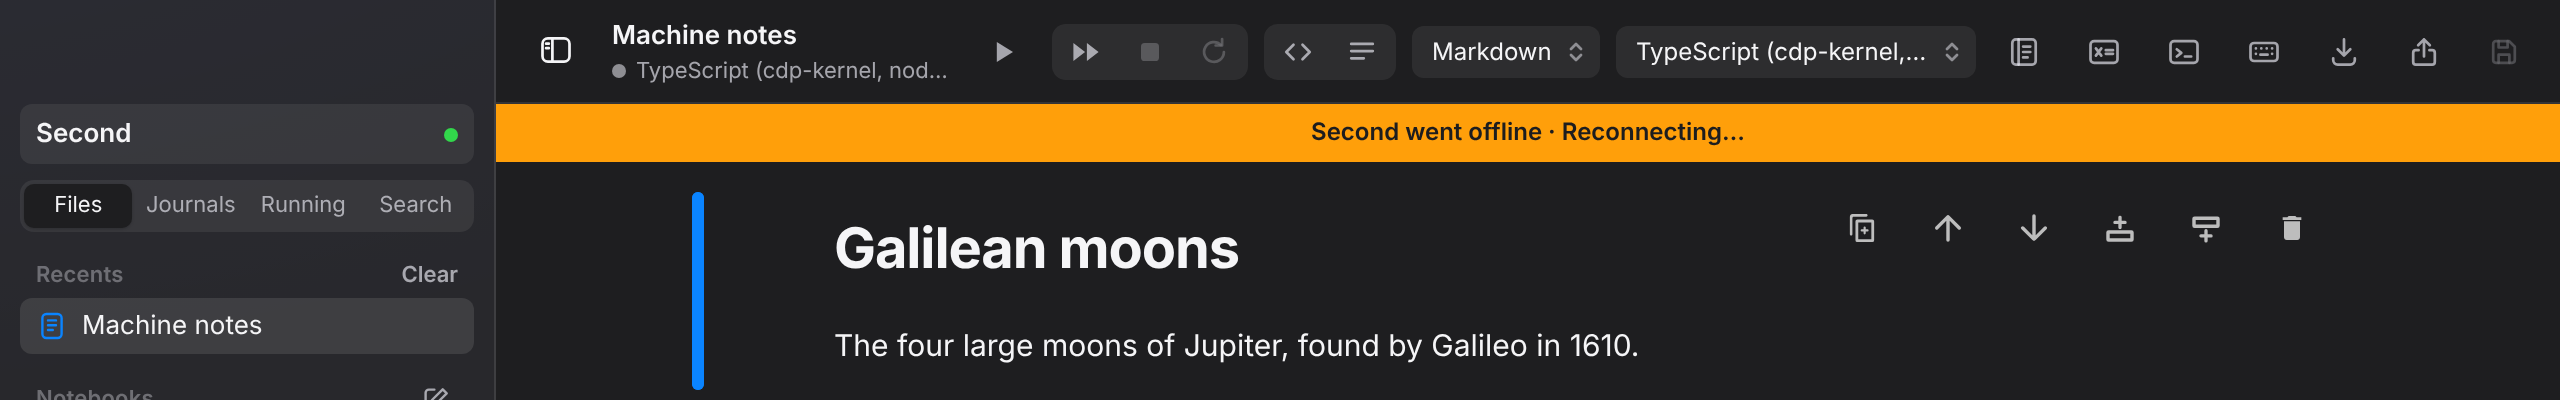 Machine notes
TypeScript (cdp-kernel, nod...
Markdown
TypeScript (cdp-kernel,...
Second
Second went offline · Reconnecting...
Files
Journals
Running
Search
Recents
Clear
Machine notes
Notebooks
Galilean moons
The four large moons of Jupiter, found by Galileo in 1610.